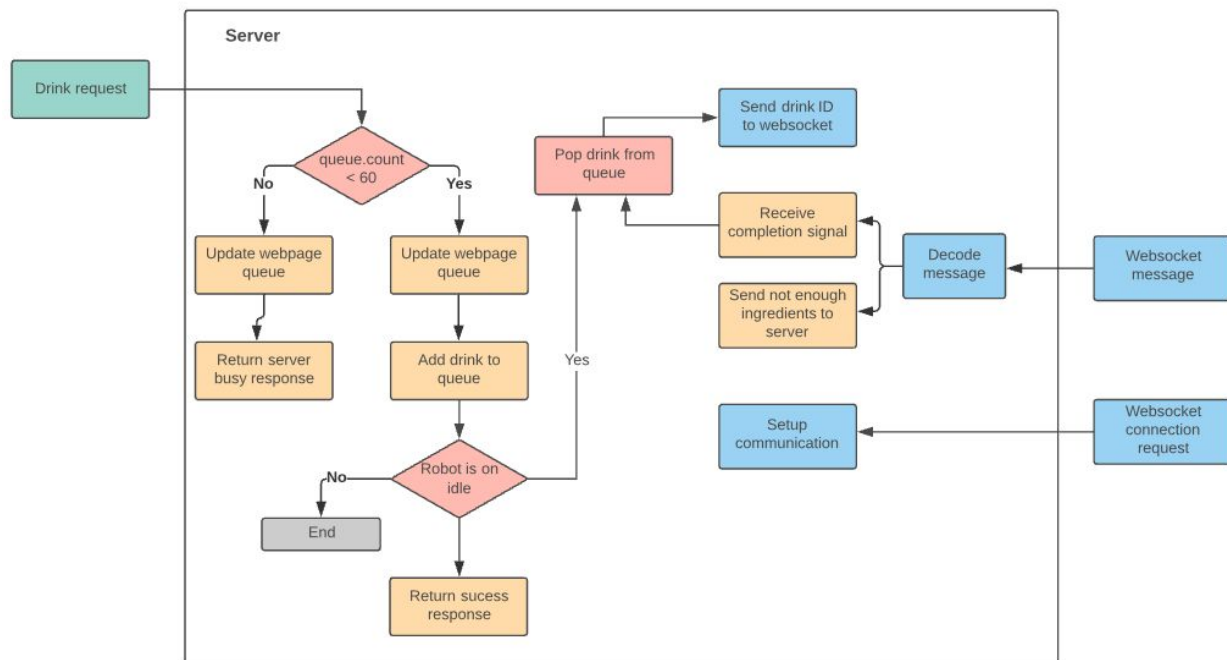 Server
Drink request
queue.count
< 60
No
Yes
Update webpage
queue
Update webpage
queue
Return server
busy response
Add drink to
queue
Robot is on
idle
No
Yes
End
Return sucess
response
Pop drink from
queue
Send drink ID
to websocket
Receive
completion signal
Send not enough
ingredients to
server
Decode
message
Websocket
message
Setup
communication
Websocket
connection
request